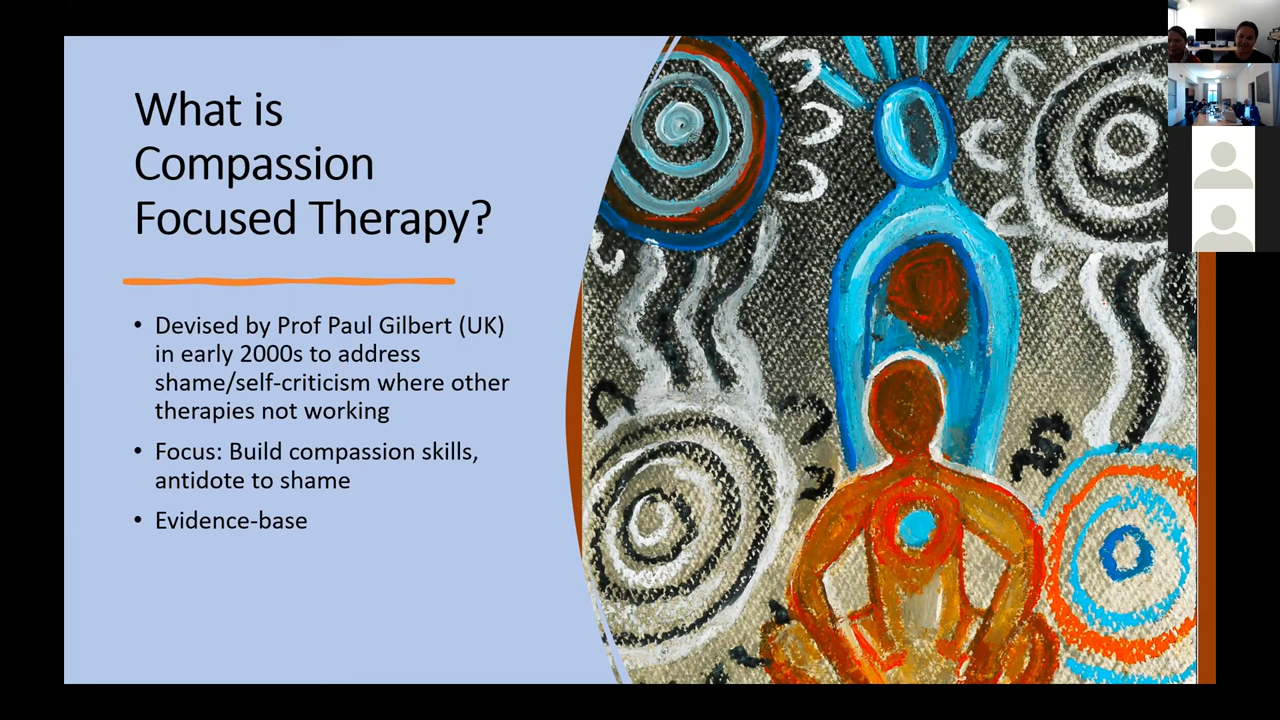 What is
Compassion
Focused Therapy?
• Devised by Prof Paul Gilbert (UK)
in early 2000s to address
shame/self-criticism where other
therapies not working
• Focus: Build compassion skills,
antidote to shame
• Evidence-base